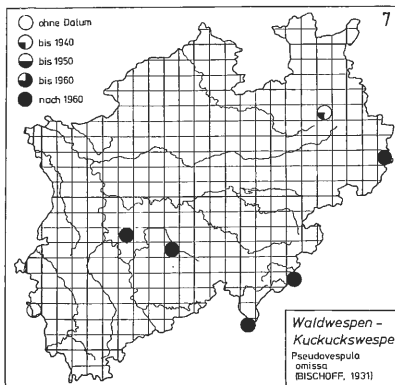 7
ohne Datum
bis 1940
bis 1950
bis 1960
nach 1960
Waldwespen -
Kuckuckswespe
Pseudovespula
omissa
(BISCHOFF, 1931)